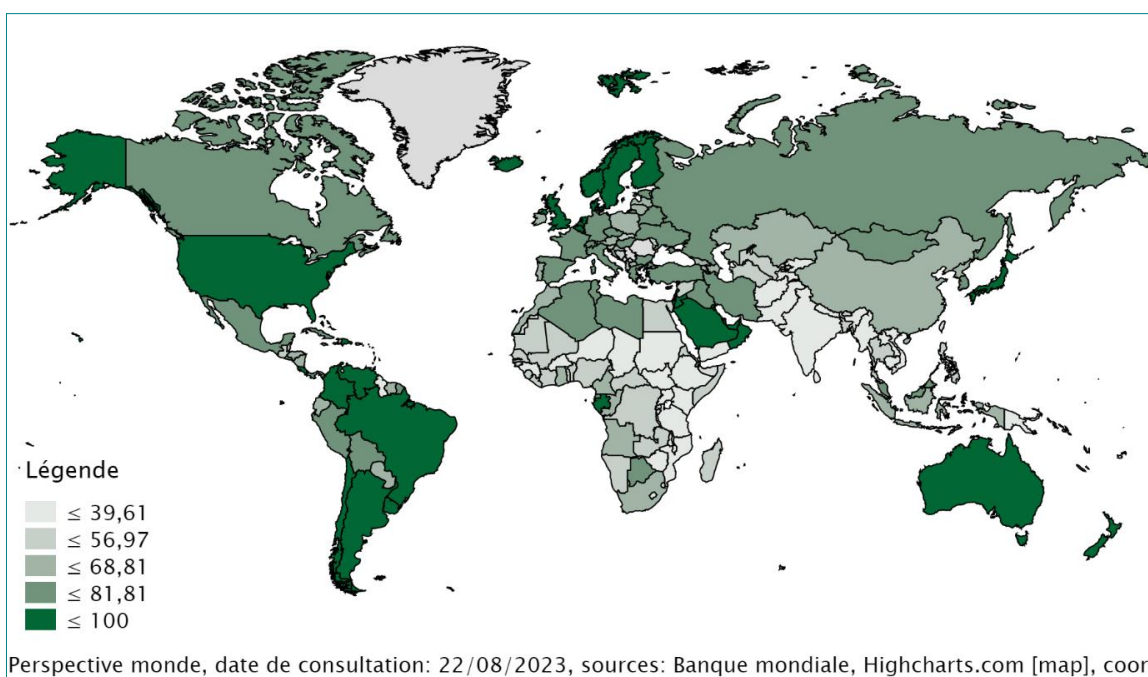 Légende
≤ 39,61
≤ 56,97
≤ 68,81
≤ 81,81
≤ 100
Perspective monde, date de consultation: 22/08/2023, sources: Banque mondiale, Highcharts.com [map], coor